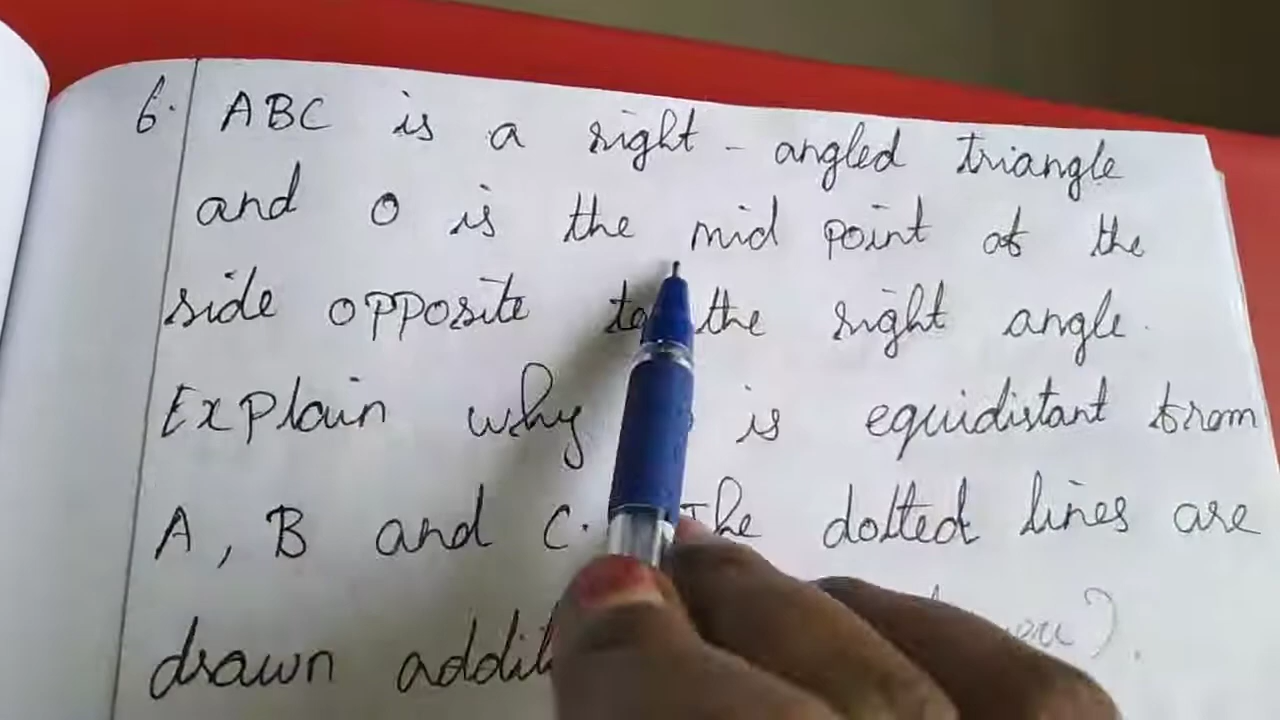 6. ABC is a right-angled triangle
and O is the mid point of the
side opposite to the right angle.
Explain why is equidistant from
A, B and C. The dotted lines are
drawn